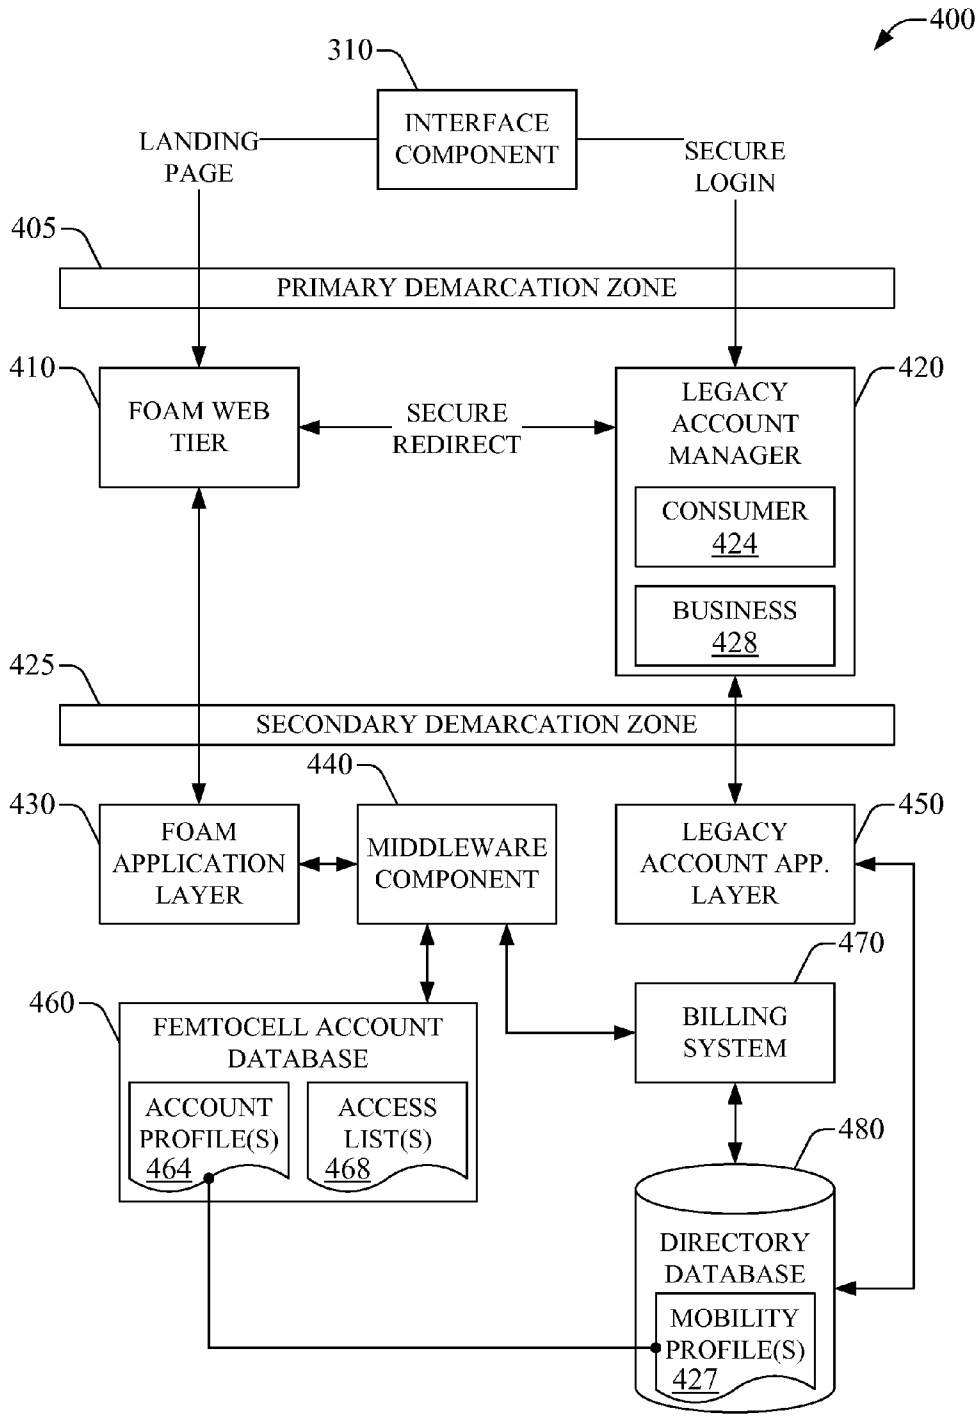 400
310
INTERFACE
COMPONENT
LANDING
PAGE
SECURE
LOGIN
405
PRIMARY DEMARCATION ZONE
410
FOAM WEB
TIER
SECURE
REDIRECT
420
LEGACY
ACCOUNT
MANAGER
CONSUMER
424
BUSINESS
428
425
SECONDARY DEMARCATION ZONE
430
FOAM
APPLICATION
LAYER
440
MIDDLEWARE
COMPONENT
450
LEGACY
ACCOUNT APP.
LAYER
460
FEMTOCELL ACCOUNT
DATABASE
ACCOUNT
PROFILE(S)
464
ACCESS
LIST(S)
468
470
BILLING
SYSTEM
480
DIRECTORY
DATABASE
MOBILITY
PROFILE(S)
427